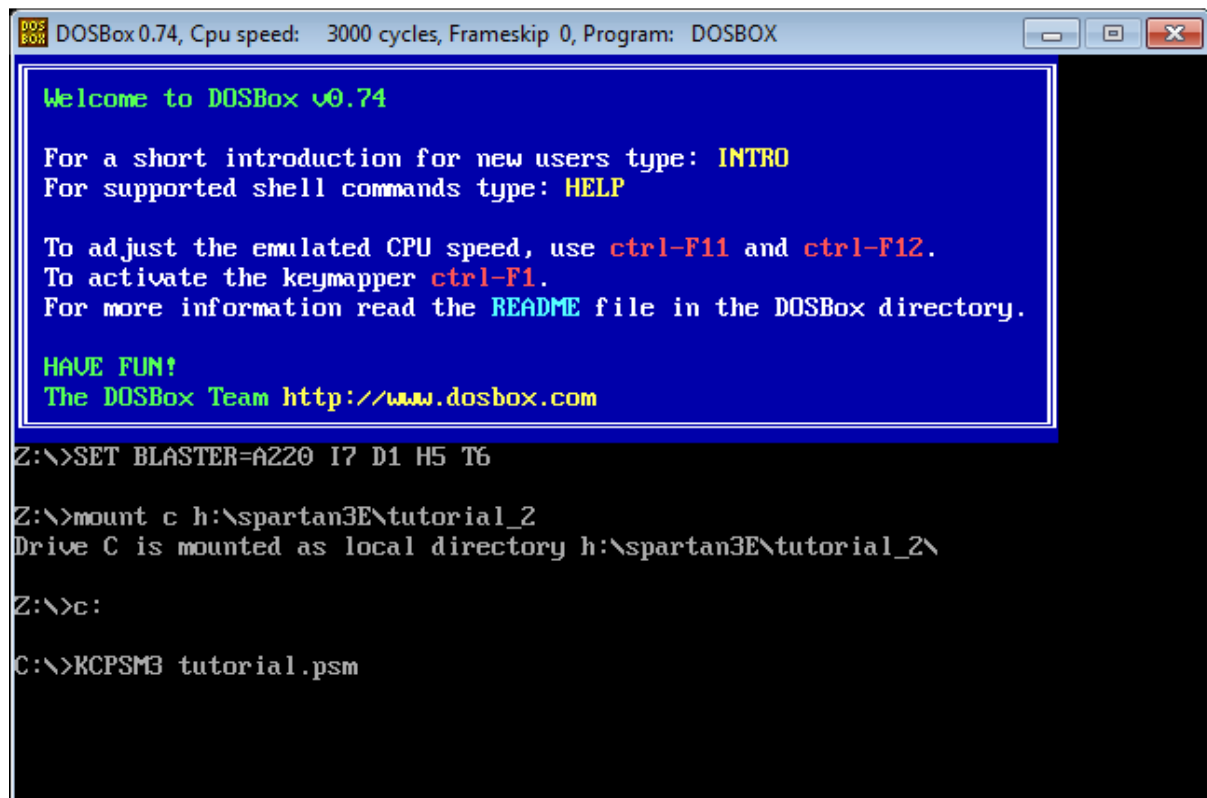 DOS BOX DOSBox 0.74, Cpu speed: 3000 cycles, Frameskip 0, Program: DOSBOX
Welcome to DOSBox v0.74
For a short introduction for new users type: INTRO
For supported shell commands type: HELP
To adjust the emulated CPU speed, use ctrl-F11 and ctrl-F12.
To activate the keymapper ctrl-F1.
For more information read the README file in the DOSBox directory.
HAVE FUN!
The DOSBox Team http://www.dosbox.com
Z:\>SET BLASTER=A220 I7 D1 H5 T6
Z:\>mount c h:\spartan3E\tutorial_2
Drive C is mounted as local directory h:\spartan3E\tutorial_2\
Z:\>c:
C:\>KCPSM3 tutorial.psm